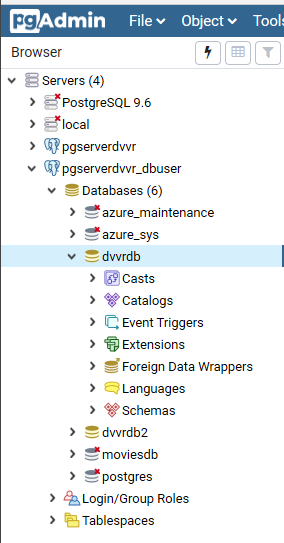 pgAdmin File Object Tools
Browser
Servers (4)
PostgreSQL 9.6
local
pgserverdvvr
pgserverdvvr_dbuser
Databases (6)
azure_maintenance
azure_sys
dvvrdb
Casts
Catalogs
Event Triggers
Extensions
Foreign Data Wrappers
Languages
Schemas
dvvrdb2
moviesdb
postgres
Login/Group Roles
Tablespaces